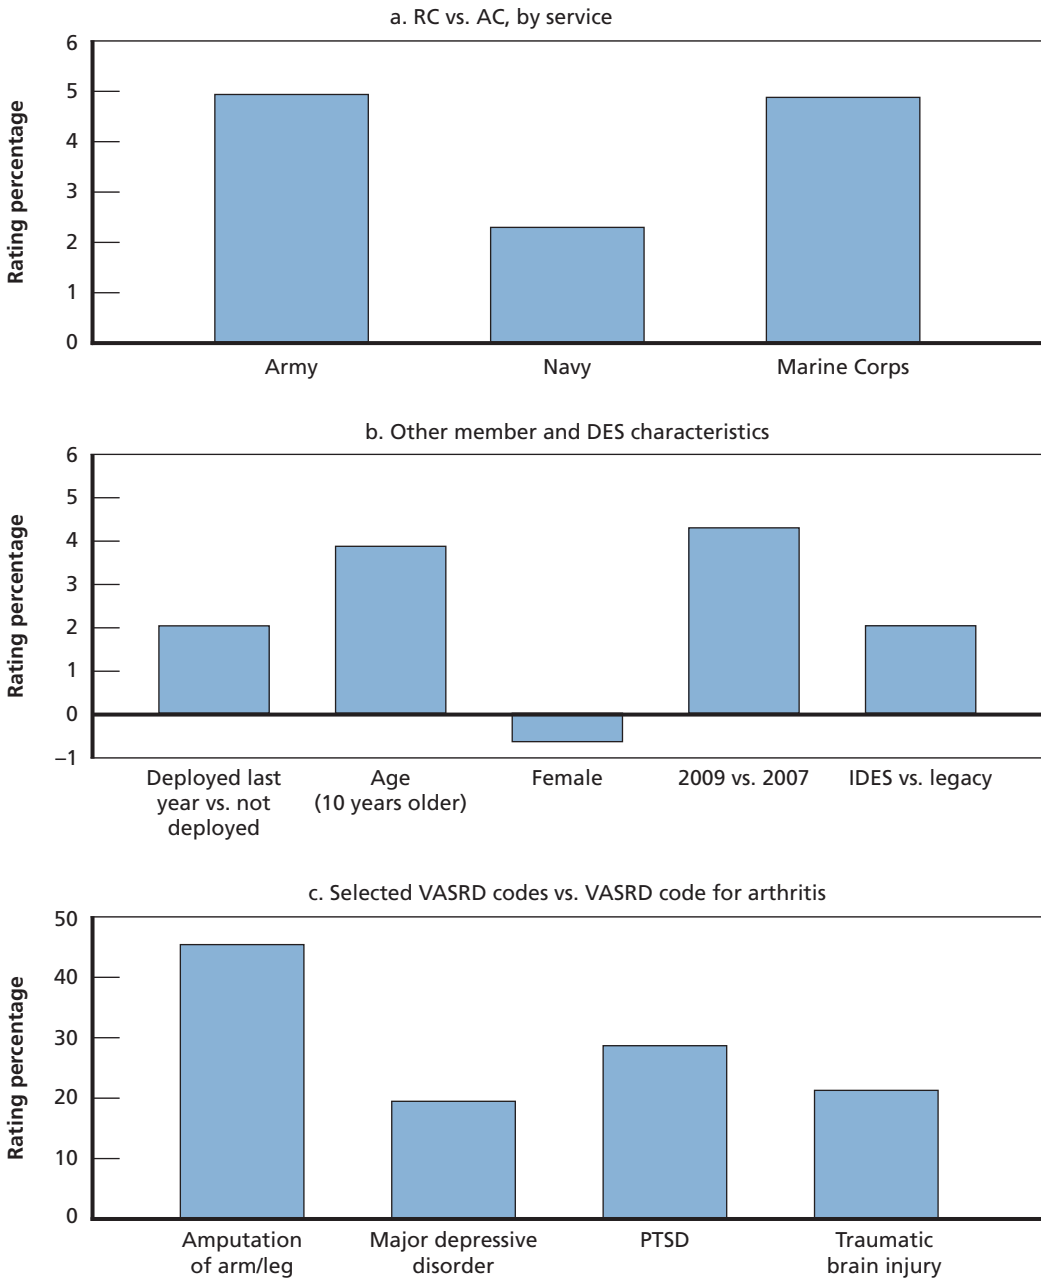 a. RC vs. AC, by service
Rating percentage
6
5
4
3
2
1
0
Army
Navy
Marine Corps
b. Other member and DES characteristics
Rating percentage
6
5
4
3
2
1
0
–1
Deployed last
year vs. not
deployed
Age
(10 years older)
Female
2009 vs. 2007
IDES vs. legacy
c. Selected VASRD codes vs. VASRD code for arthritis
Rating percentage
50
40
30
20
10
0
Amputation
of arm/leg
Major depressive
disorder
PTSD
Traumatic
brain injury